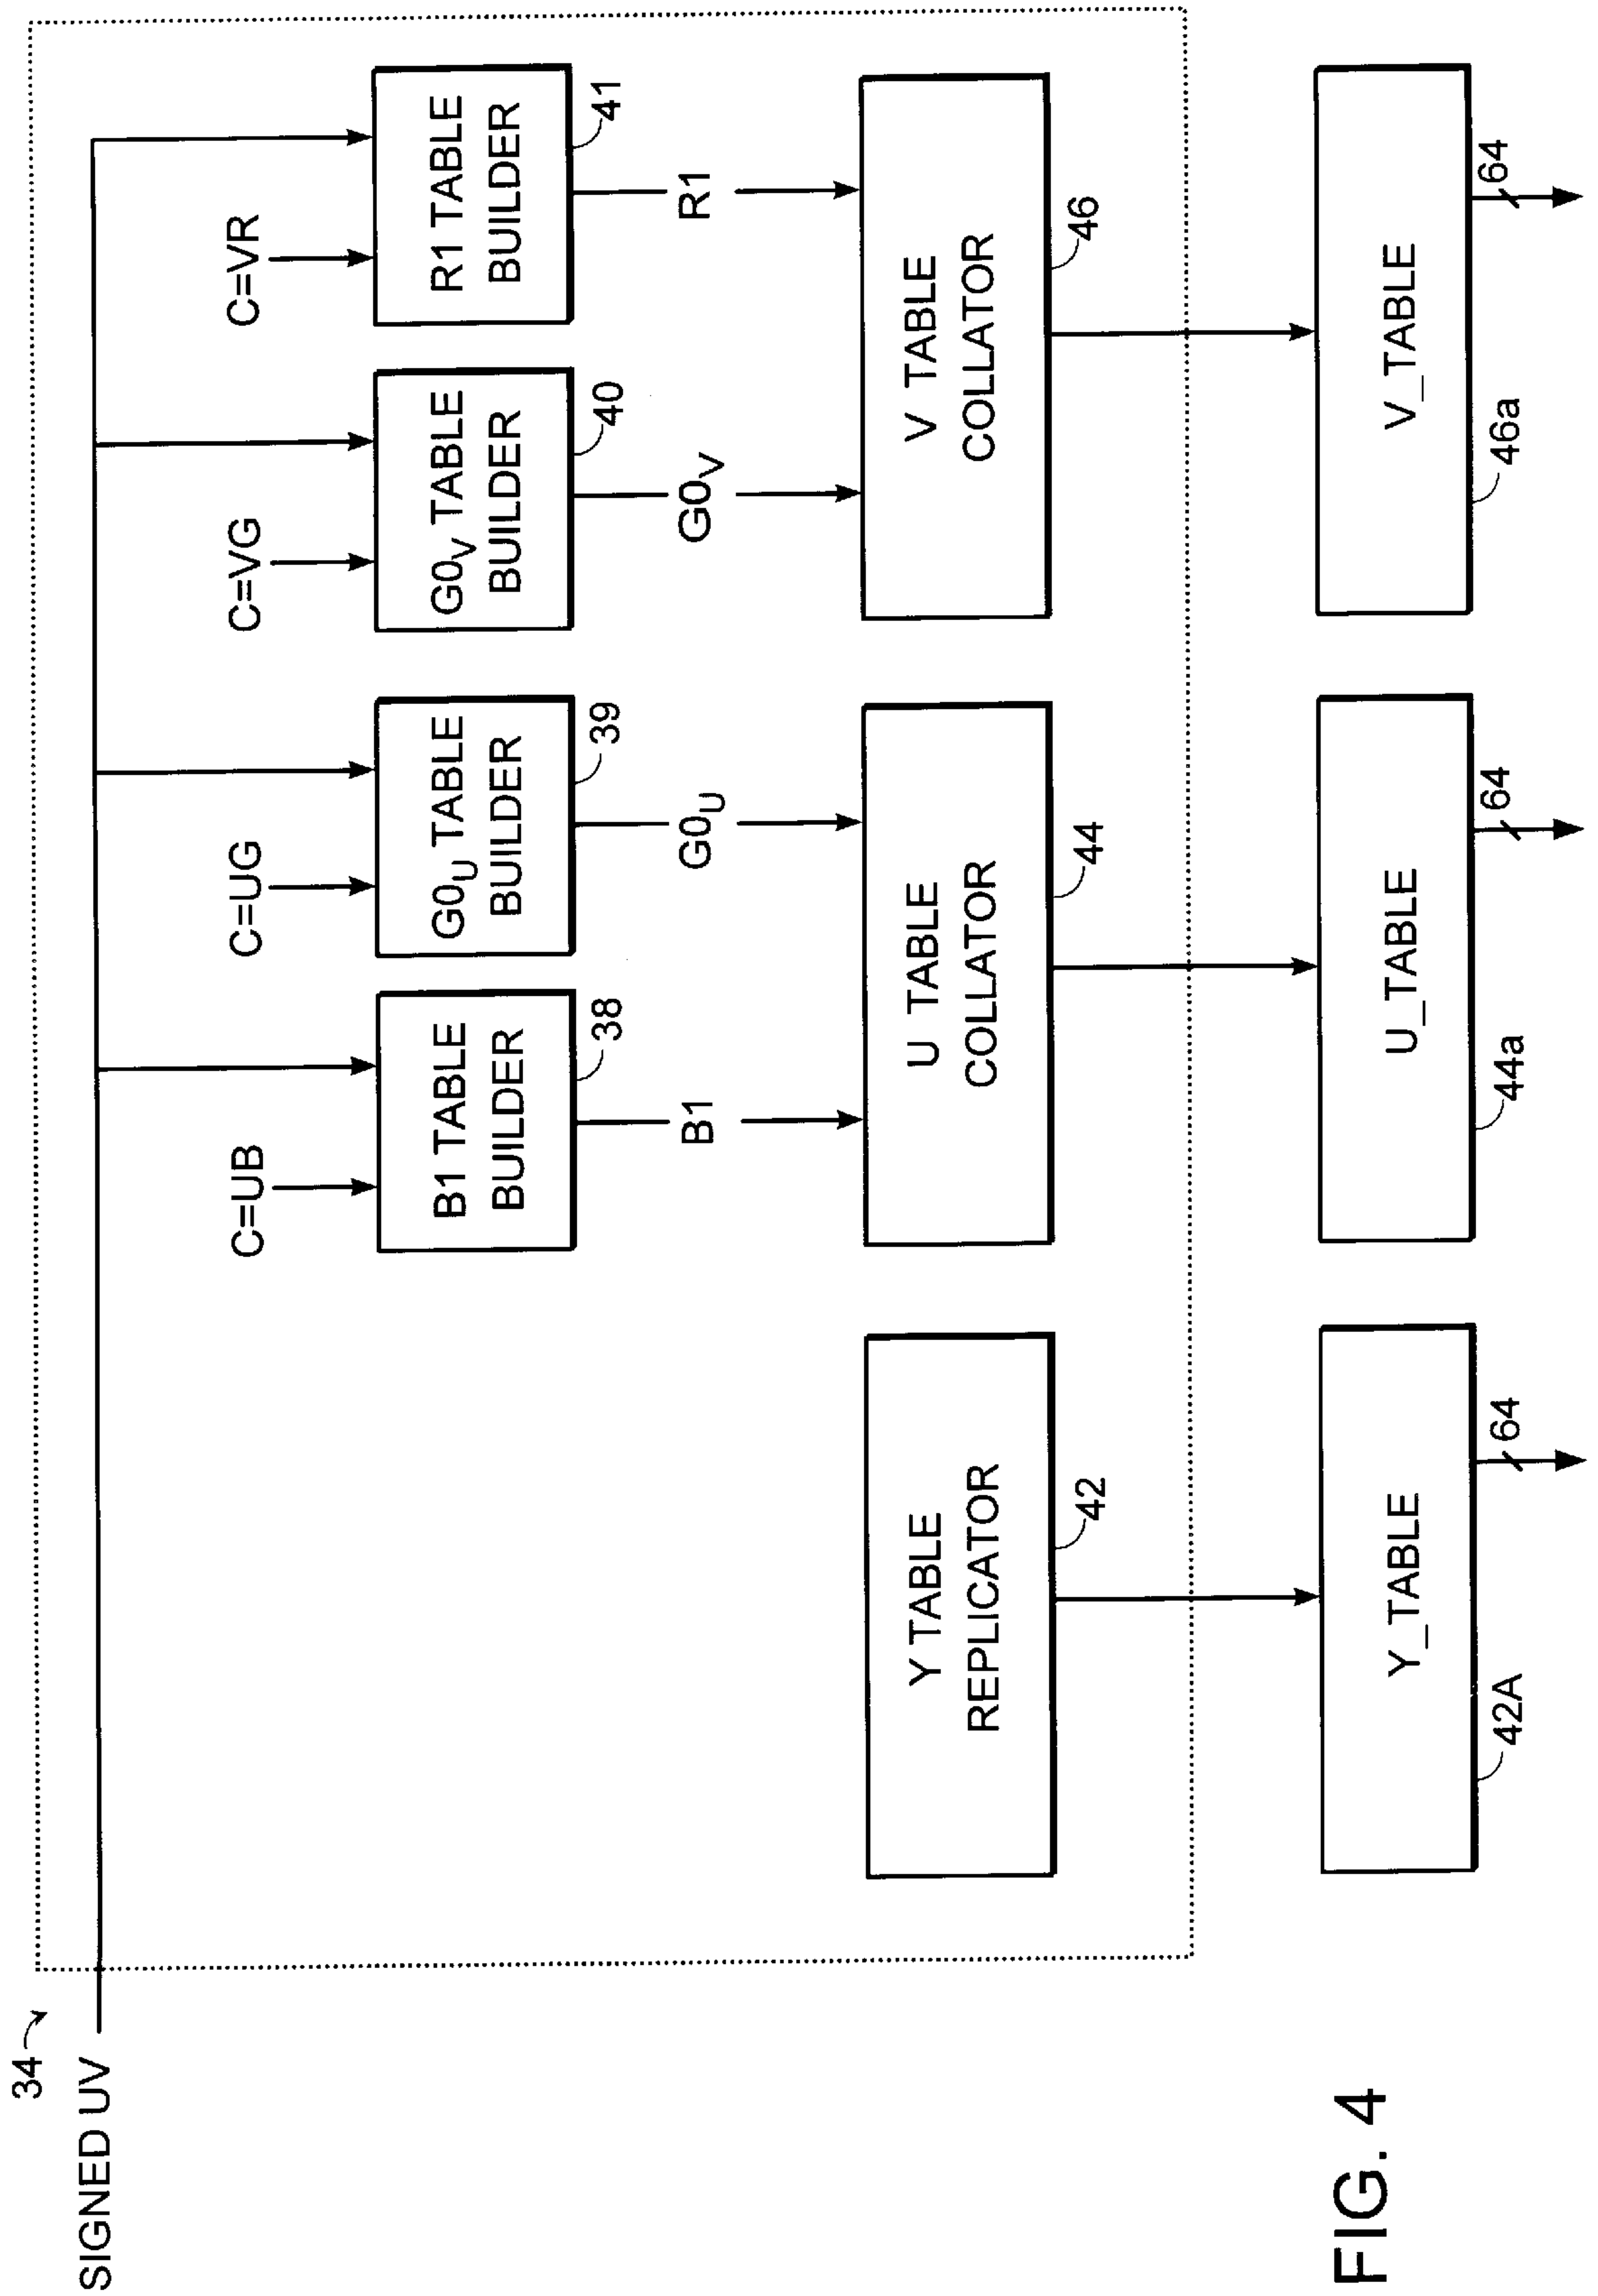 34
SIGNED UV
C=UB
C=UG
C=VG
C=VR
B1 TABLE
BUILDER
38
G0U TABLE
BUILDER
39
G0V TABLE
BUILDER
40
R1 TABLE
BUILDER
41
B1
G0U
G0V
R1
Y TABLE
REPLICATOR
42
U TABLE
COLLATOR
44
V TABLE
COLLATOR
46
Y_TABLE
42A
64
U_TABLE
44a
64
V_TABLE
46a
64
FIG. 4